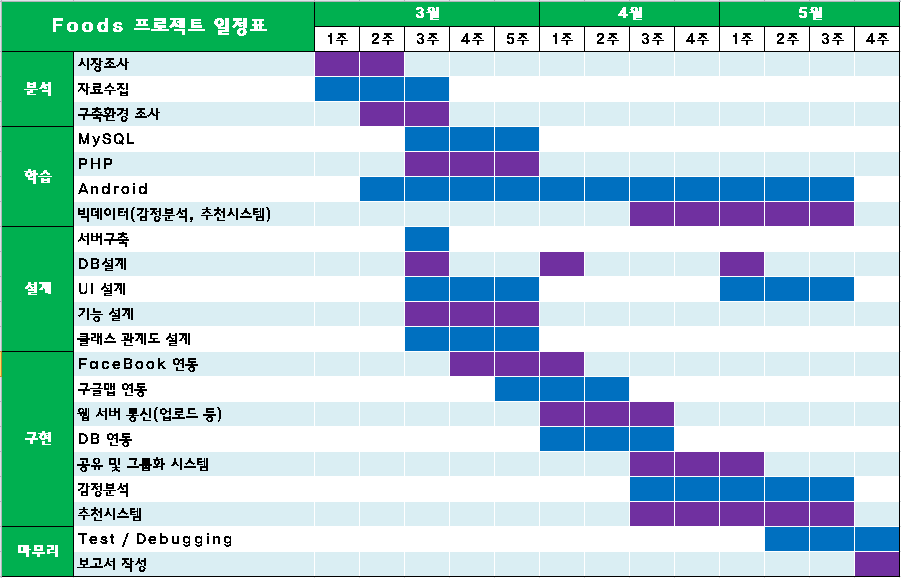 Foods 프로젝트 일정표
3월 4월 5월
1주 2주 3주 4주 5주 1주 2주 3주 4주 1주 2주 3주 4주
분석
시장조사
자료수집
구축환경 조사
학습
MySQL
PHP
Android
빅데이터(감정분석, 추천시스템)
설계
서버구축
DB설계
UI 설계
기능 설계
클래스 관계도 설계
구현
FaceBook 연동
구글맵 연동
웹 서버 통신(업로드 등)
DB 연동
공유 및 그룹화 시스템
감정분석
추천시스템
마무리
Test / Debugging
보고서 작성